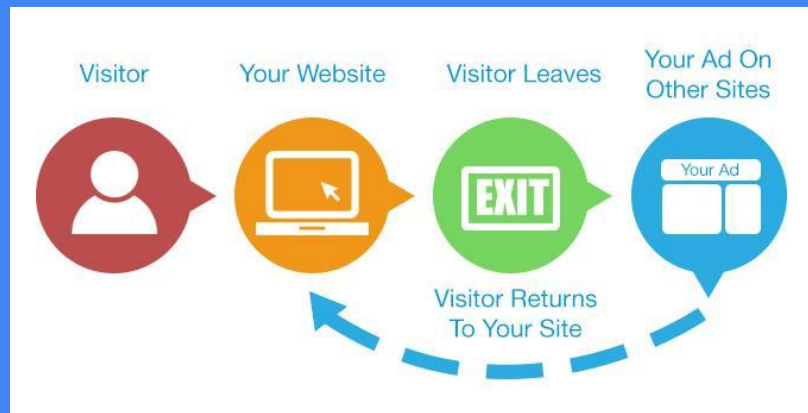 Visitor
Your Website
Visitor Leaves
Your Ad On
Other Sites
EXIT
Your Ad
Visitor Returns
To Your Site